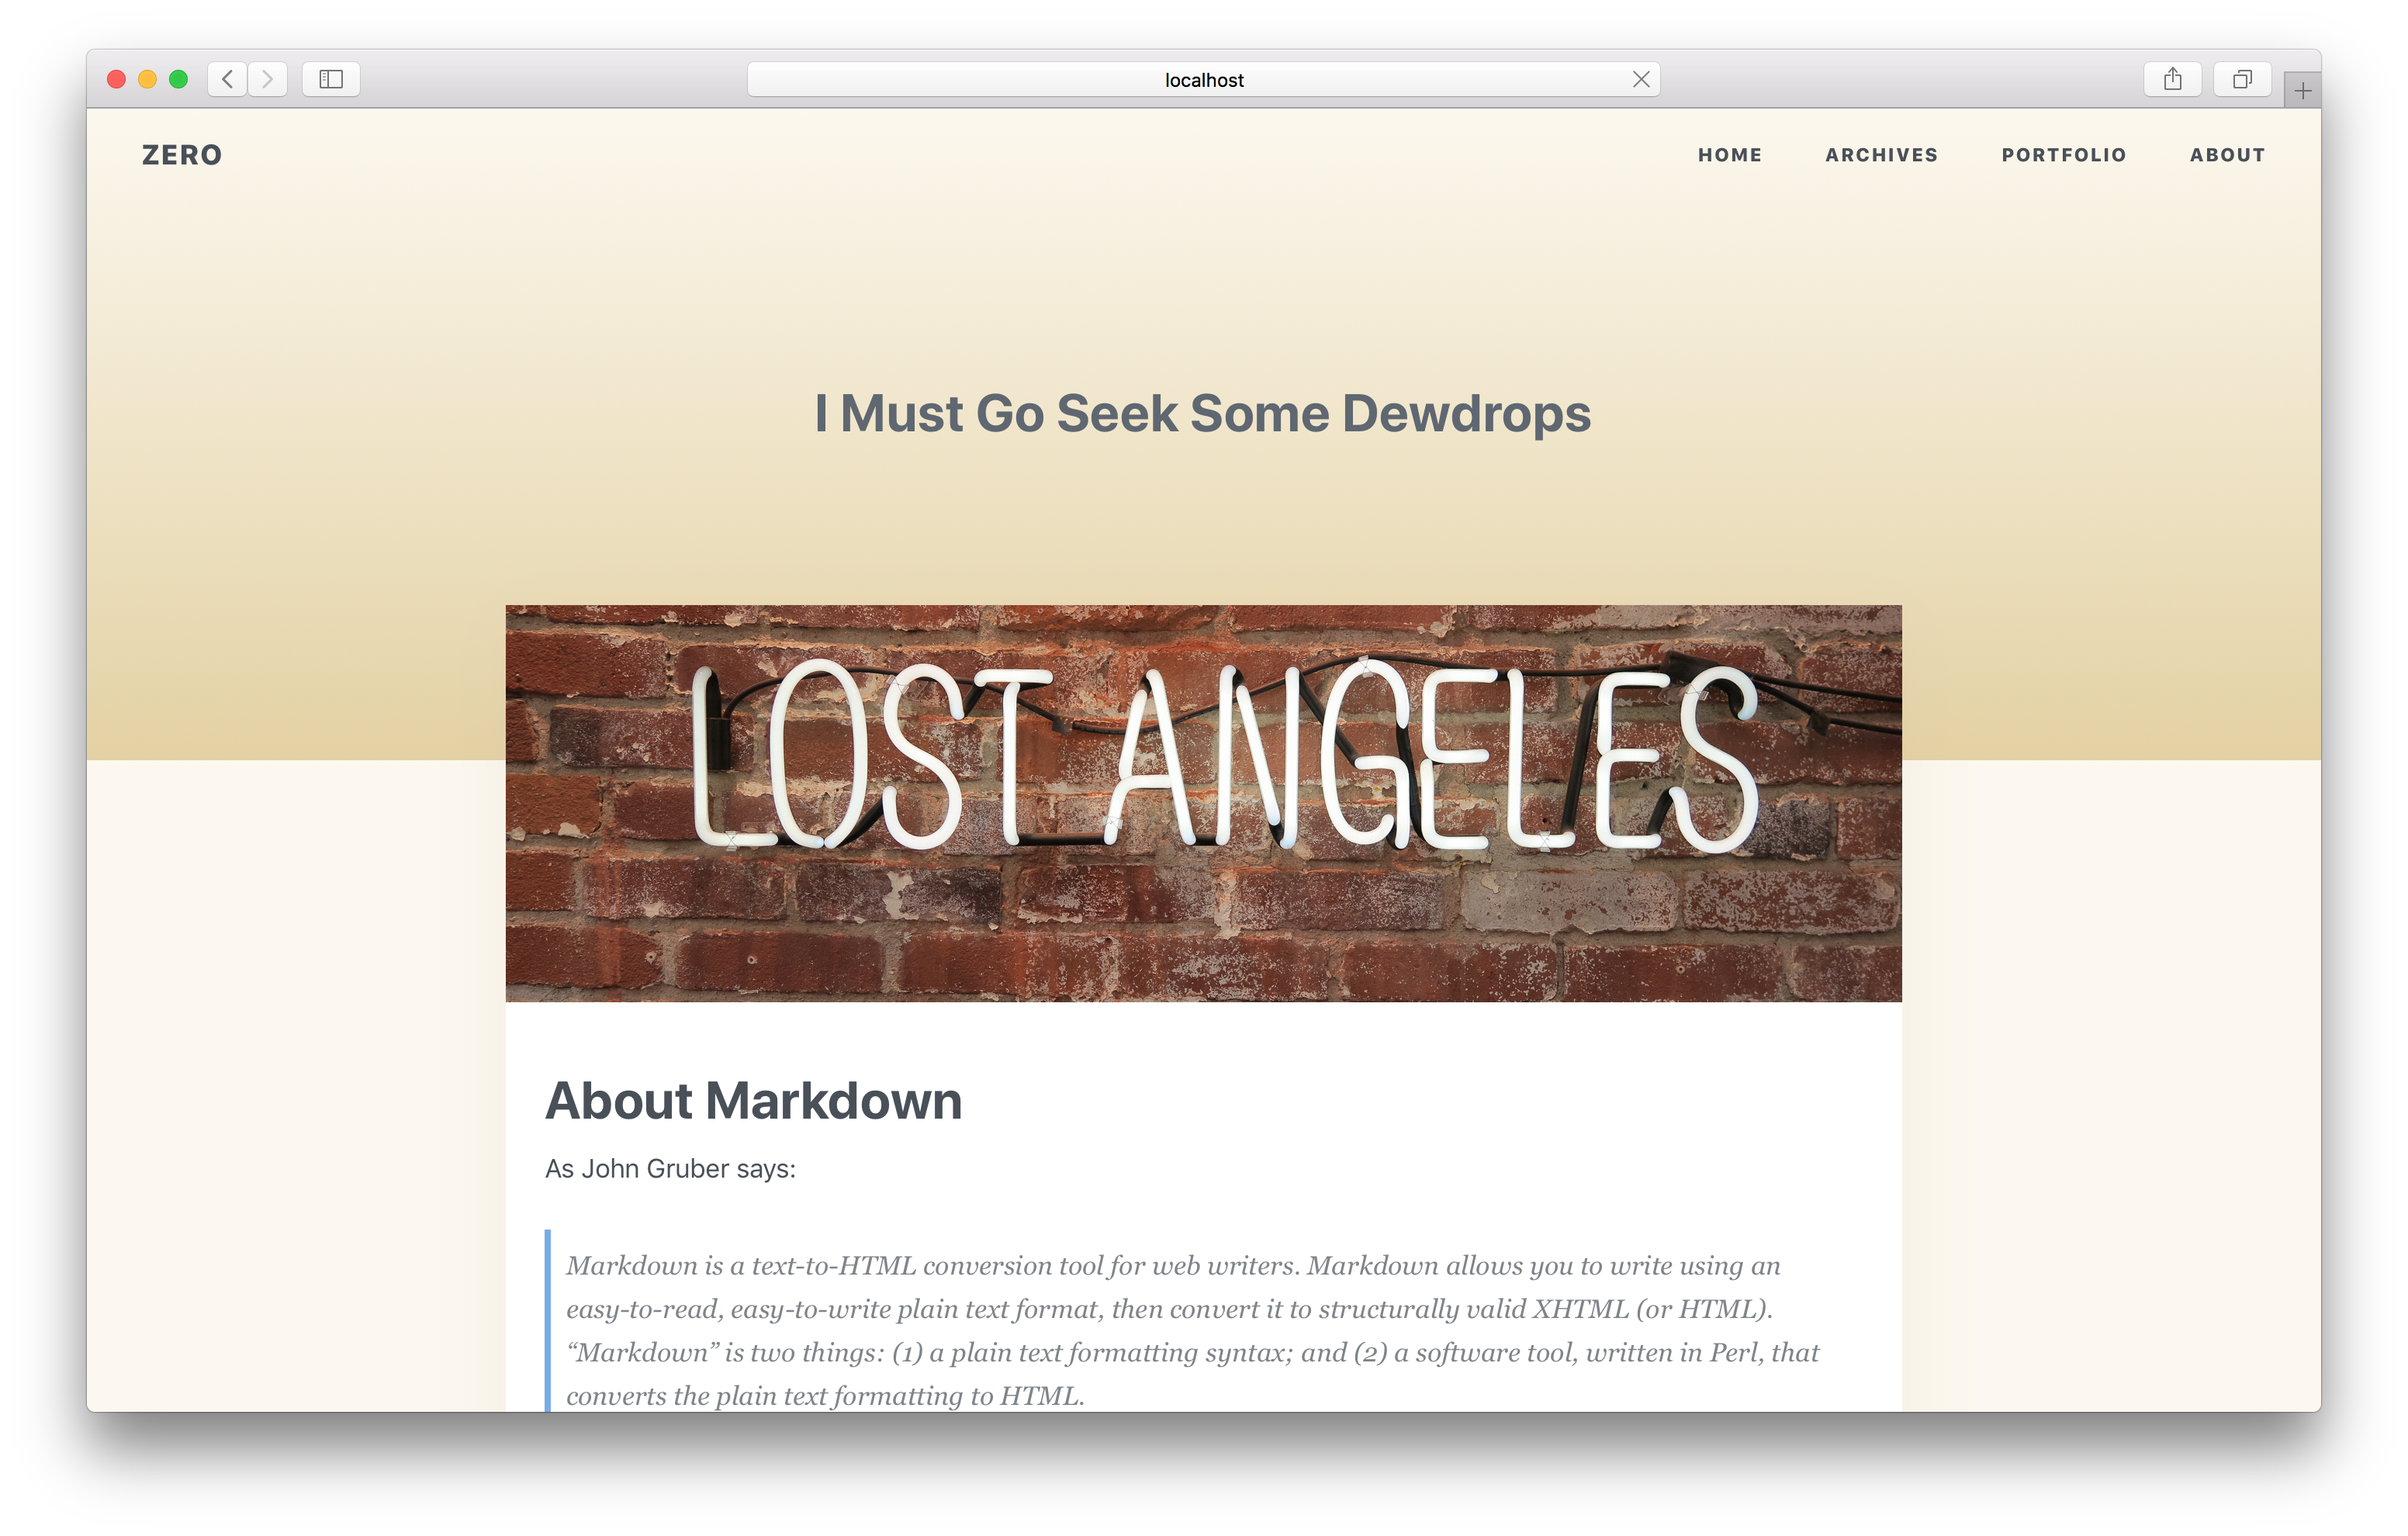 localhost
ZERO
HOME ARCHIVES PORTFOLIO ABOUT
I Must Go Seek Some Dewdrops
LOST ANGELES
About Markdown
As John Gruber says:
Markdown is a text-to-HTML conversion tool for web writers. Markdown allows you to write using an
easy-to-read, easy-to-write plain text format, then convert it to structurally valid XHTML (or HTML).
“Markdown” is two things: (1) a plain text formatting syntax; and (2) a software tool, written in Perl, that
converts the plain text formatting to HTML.